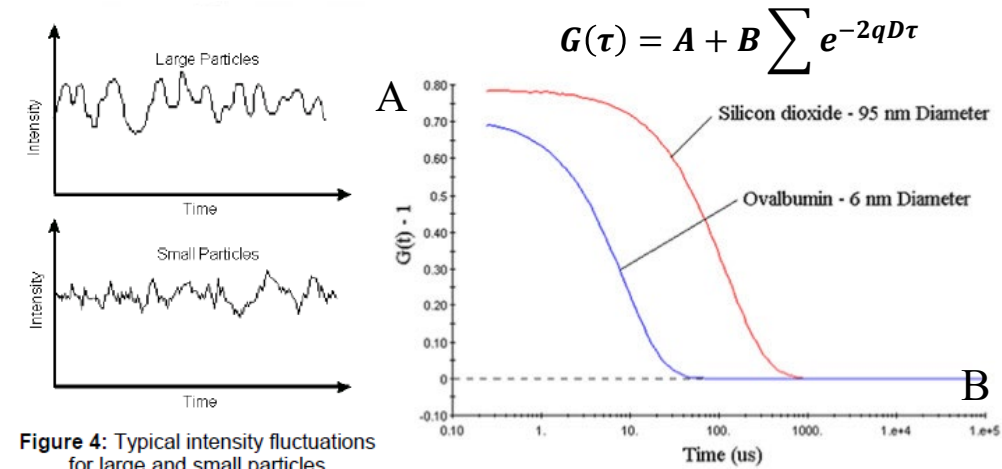 Large Particles
Intensity
Time
Small Particles
Intensity
Time
Figure 4: Typical intensity fluctuations
for large and small particles
G(τ) = A + B ∑ e^{-2qDτ}
A
0.80
0.70
0.60
0.5
0.40
0.30
0.20
0.10
0
-0.10
G(t) - 1
Silicon dioxide - 95 nm Diameter
Ovalbumin - 6 nm Diameter
B
0.10
1.
10.
100.
1000.
1.e+4
1.e+5
Time (us)